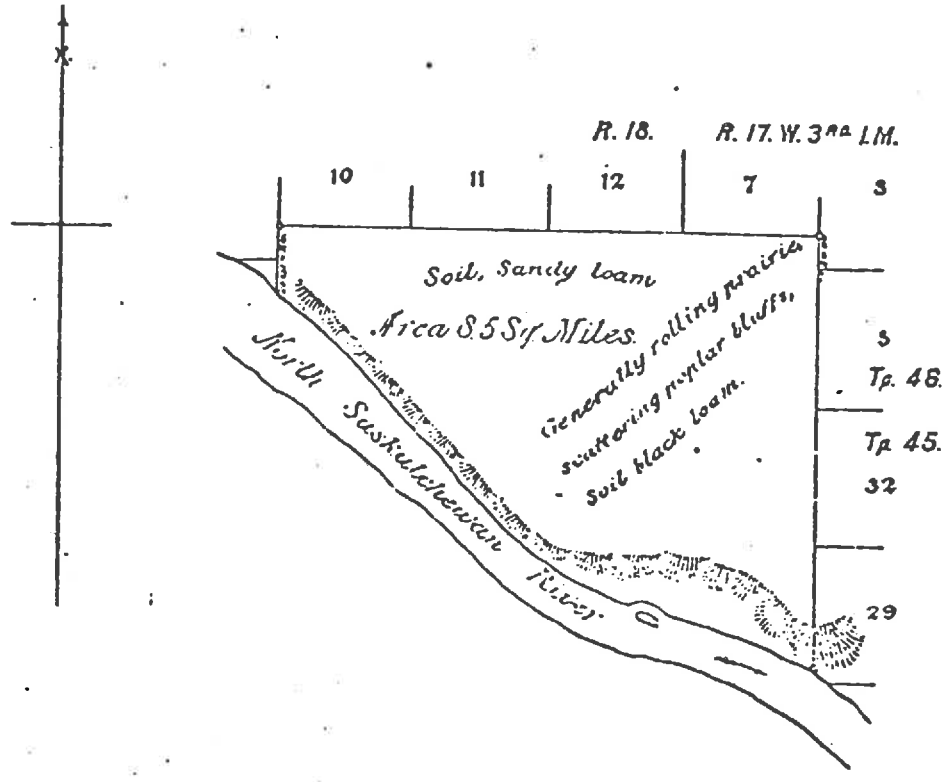 R. 18. R. 17. W. 3RD I.M.
10 11 12 7 8
Soil, Sandy loam
Area 8.5 Sq Miles.
Generally rolling prairie,
scattering poplar bluffs,
soil black loam.
North Saskatchewan River
5
Tp. 46.
Tp. 45.
32
29